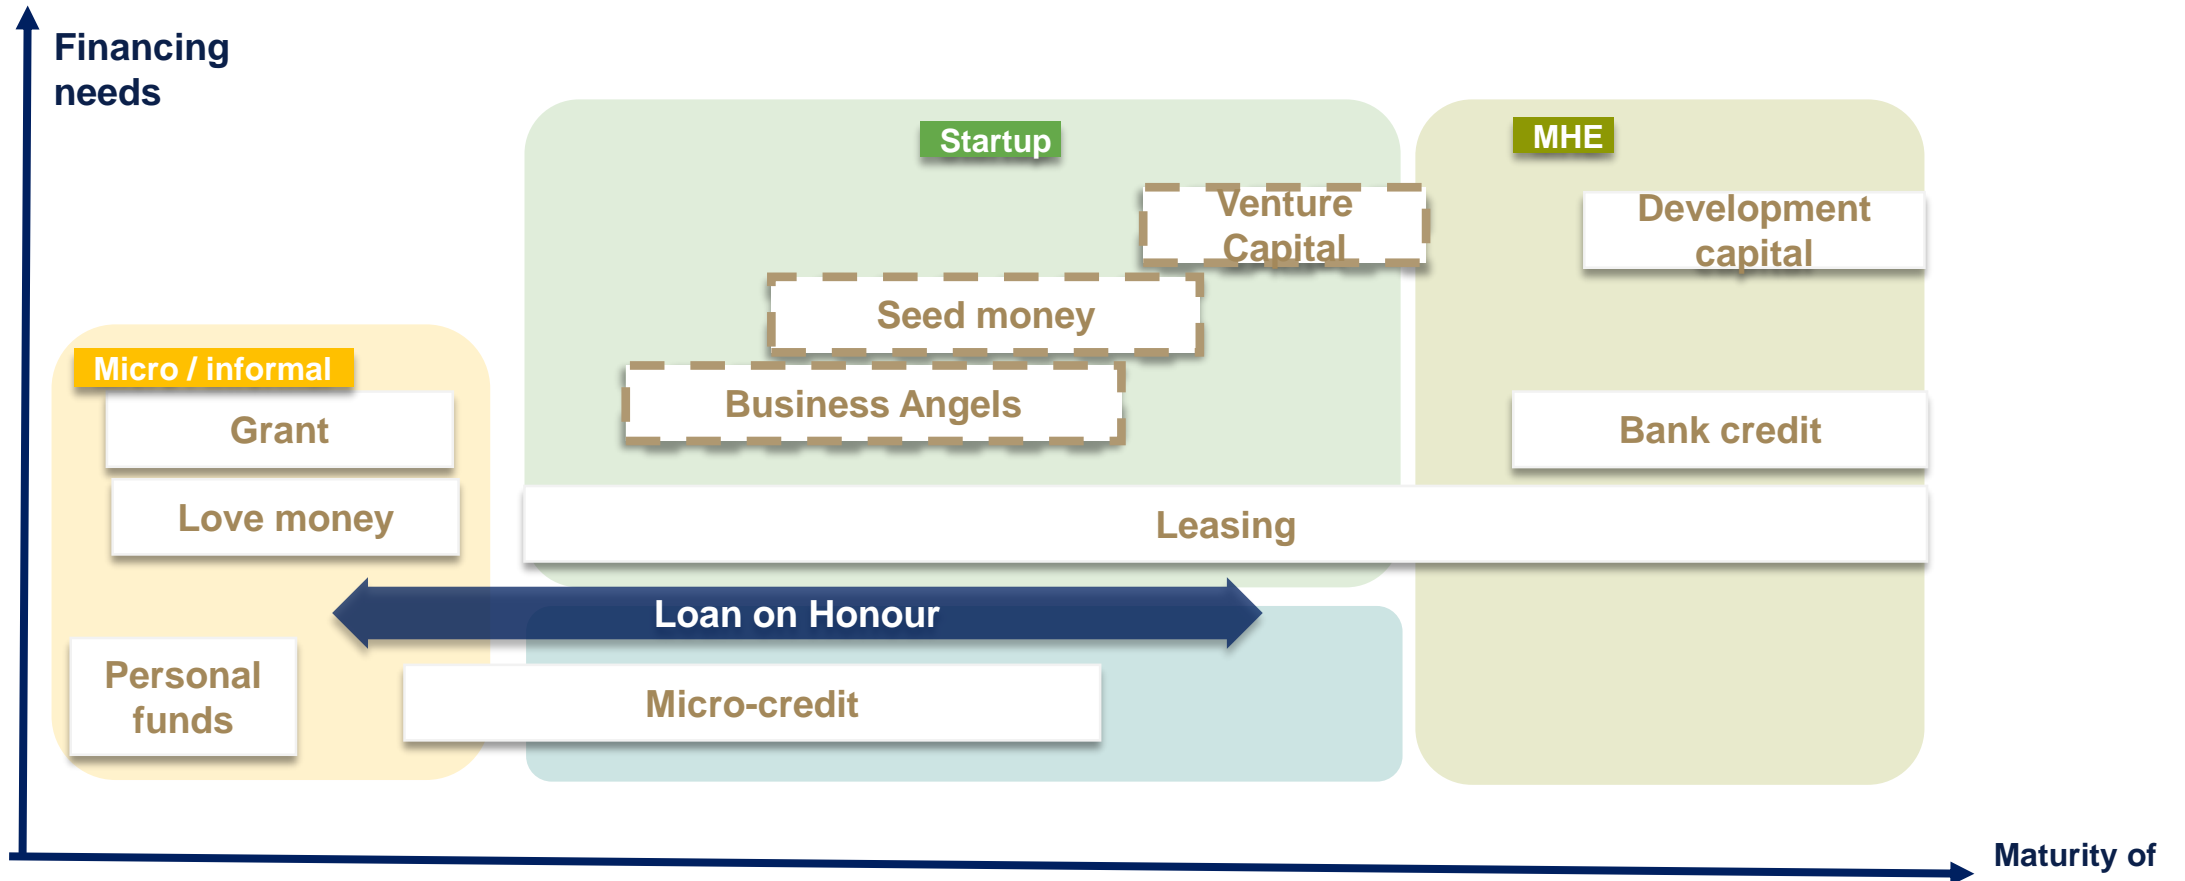 Financing
needs
Startup
MHE
Venture
Capital
Development
capital
Seed money
Micro / informal
Business Angels
Grant
Bank credit
Love money
Leasing
Loan on Honour
Personal
funds
Micro-credit
Maturity of